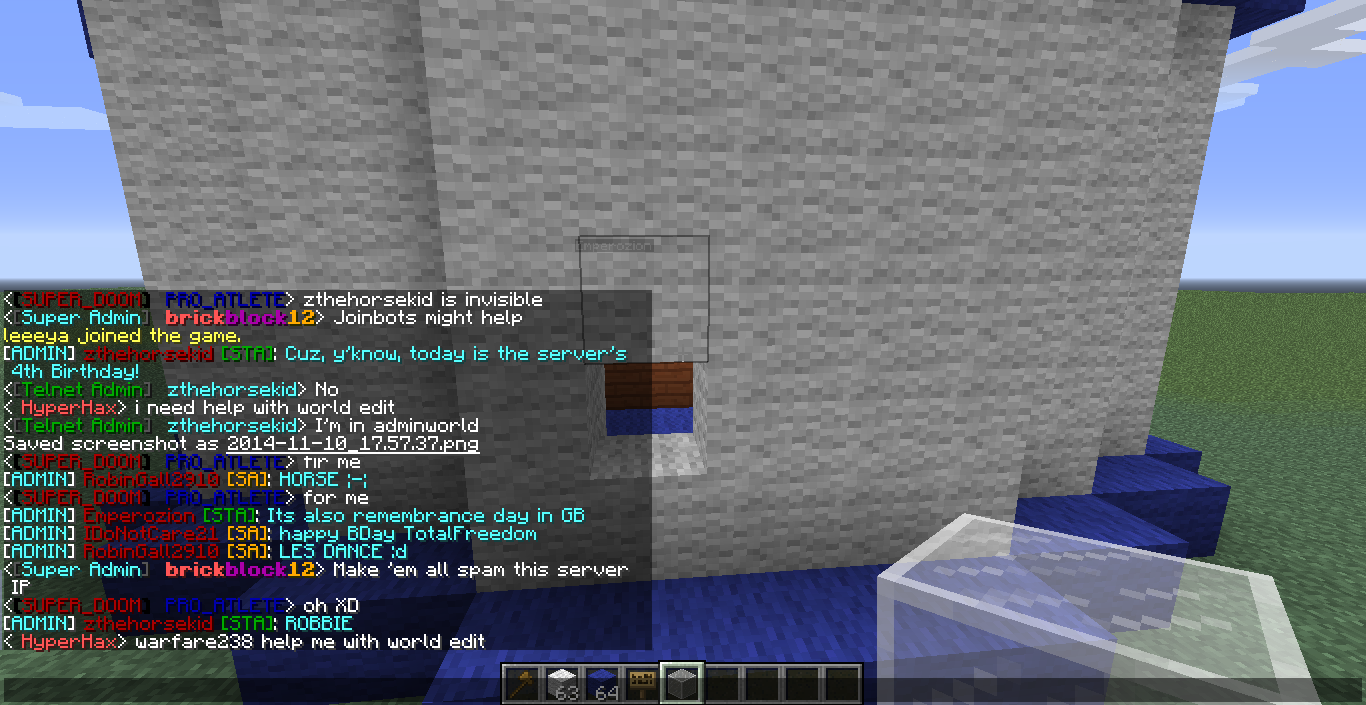 Emperozion
<[SUPER_DOOM] PRO_ATLETE> zthehorsekid is invisible
<[Super Admin] brickblock12> Joinbots might help
leeeya joined the game.
[ADMIN] zthehorsekid [STA]: Cuz, y'know, today is the server's
4th Birthday!
<[Telnet Admin] zthehorsekid> No
< HyperHax> i need help with world edit
<[Telnet Admin] zthehorsekid> I'm in adminworld
Saved screenshot as 2014-11-10_17.57.37.png
<[SUPER_DOOM] PRO_ATLETE> fir me
[ADMIN] RobinGall2910 [SA]: HORSE ;-;
<[SUPER_DOOM] PRO_ATLETE> for me
[ADMIN] Emperozion [STA]: Its also remembrance day in GB
[ADMIN] IDoNotCare21 [SA]: happy BDay TotalFreedom
[ADMIN] RobinGall2910 [SA]: LES DANCE :d
<[Super Admin] brickblock12> Make 'em all spam this server
IP
<[SUPER_DOOM] PRO_ATLETE> oh XD
[ADMIN] zthehorsekid [STA]: ROBBIE
< HyperHax> warfare238 help me with world edit
63 64